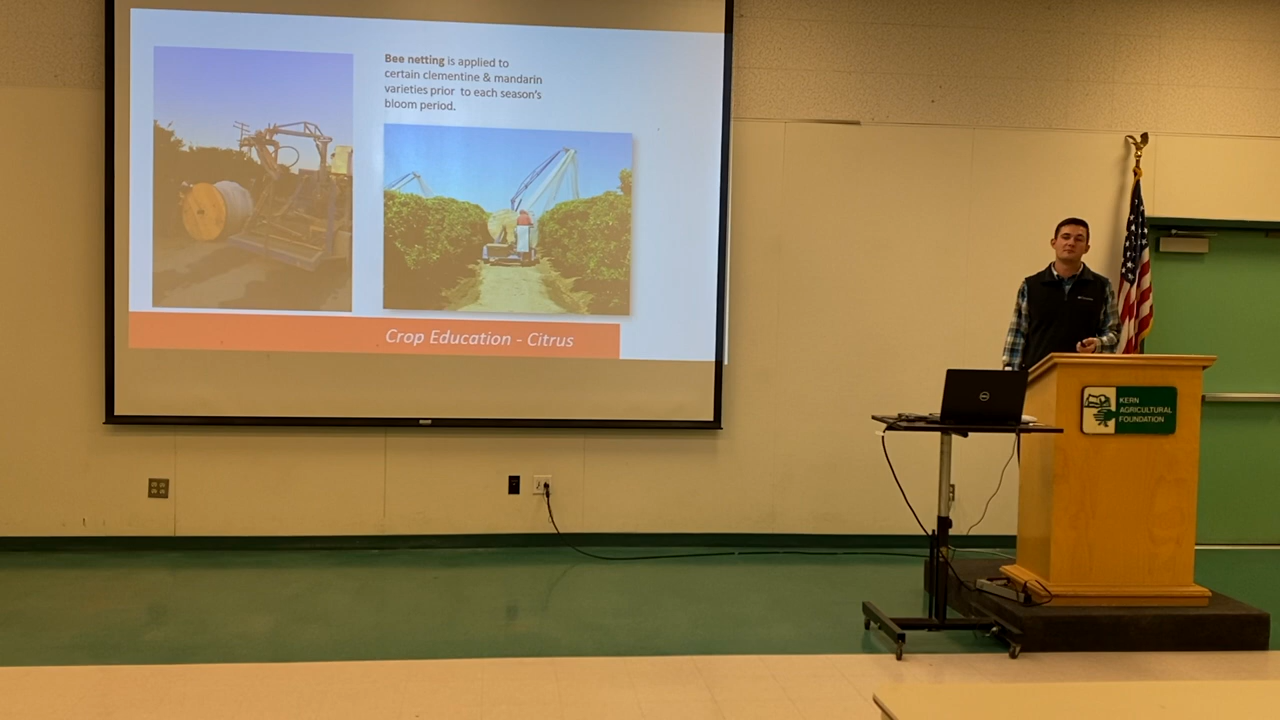 Bee netting is applied to
certain clementine & mandarin
varieties prior to each season's
bloom period.
Crop Education - Citrus
DELL
KERN
AGRICULTURAL
FOUNDATION